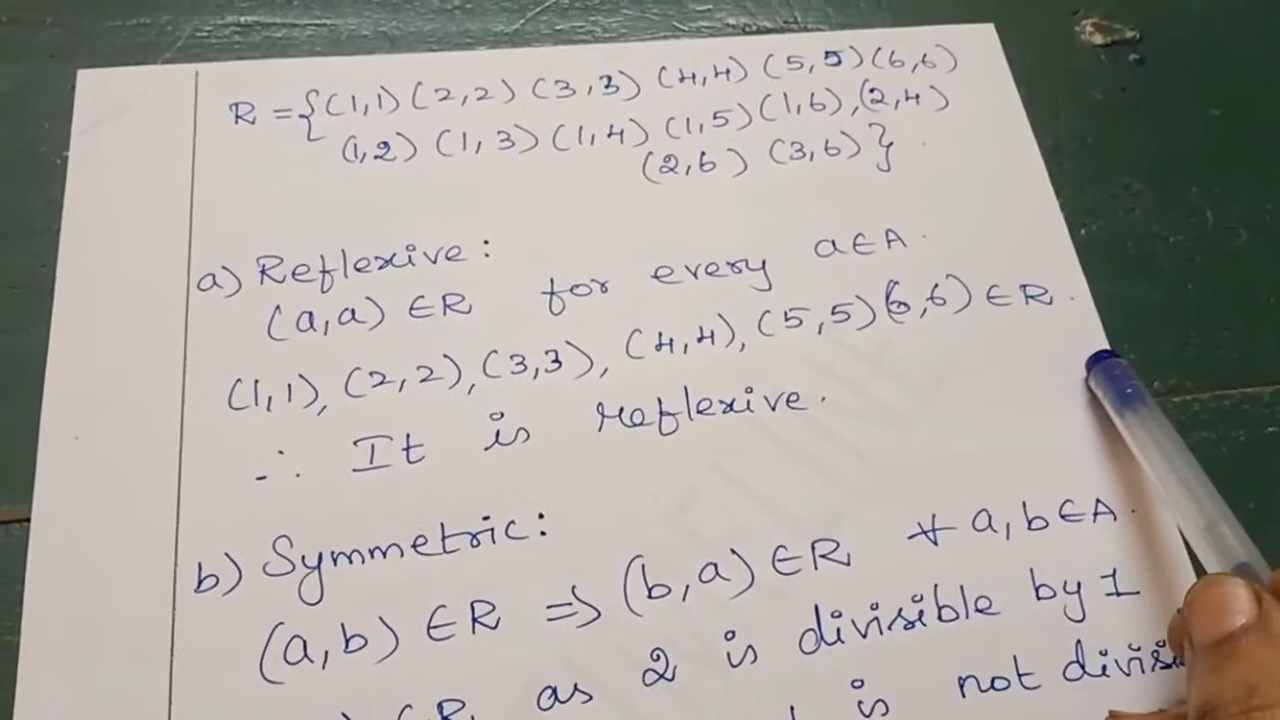 R = {(1,1) (2,2) (3,3) (4,4) (5,5) (6,6)
(1,2) (1,3) (1,4) (1,5) (1,6), (2,4)
(2,6) (3,6)}.
a) Reflexive:
(a,a) ∈R for every a∈A.
(1,1), (2,2), (3,3), (4,4), (5,5) (6,6) ∈R.
∴ It is reflexive.
b) Symmetric:
(a,b) ∈R => (b,a) ∈R ∀ a,b∈A.
∈R as 2 is divisible by 1
is not